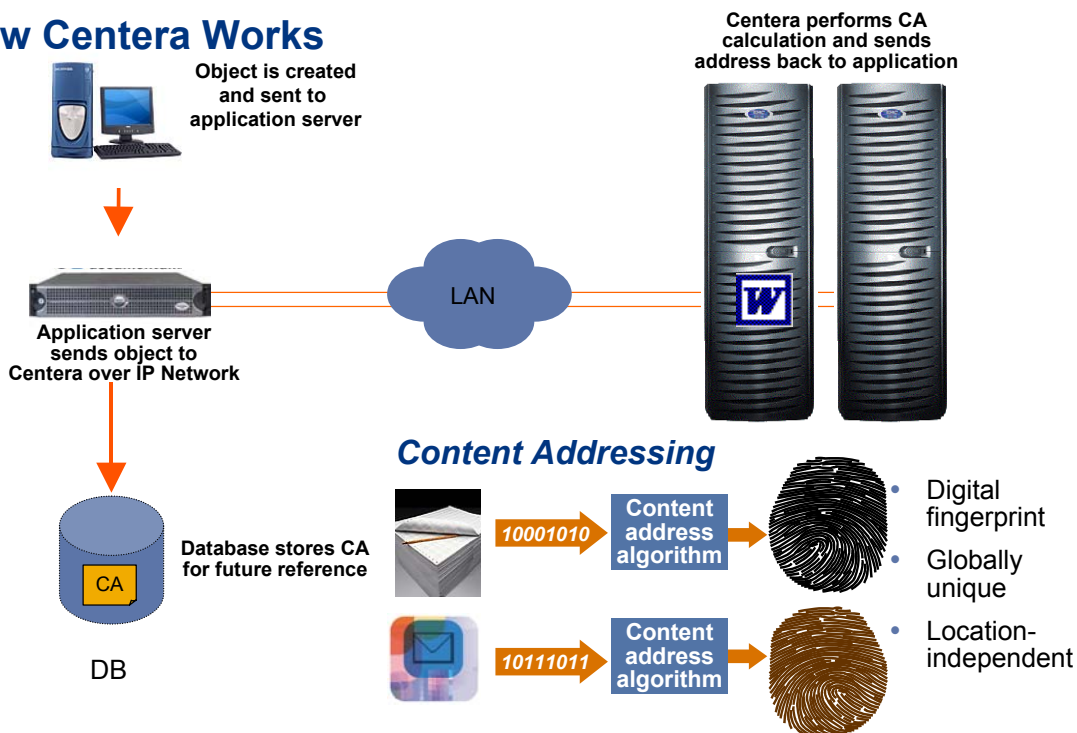 w Centera Works
Object is created
and sent to
application server
Centera performs CA
calculation and sends
address back to application
LAN
W
Application server
sends object to
Centera over IP Network
Content Addressing
10001010
Content
address
algorithm
Digital
fingerprint
Globally
unique
Location-
independent
Database stores CA
for future reference
CA
DB
10111011
Content
address
algorithm